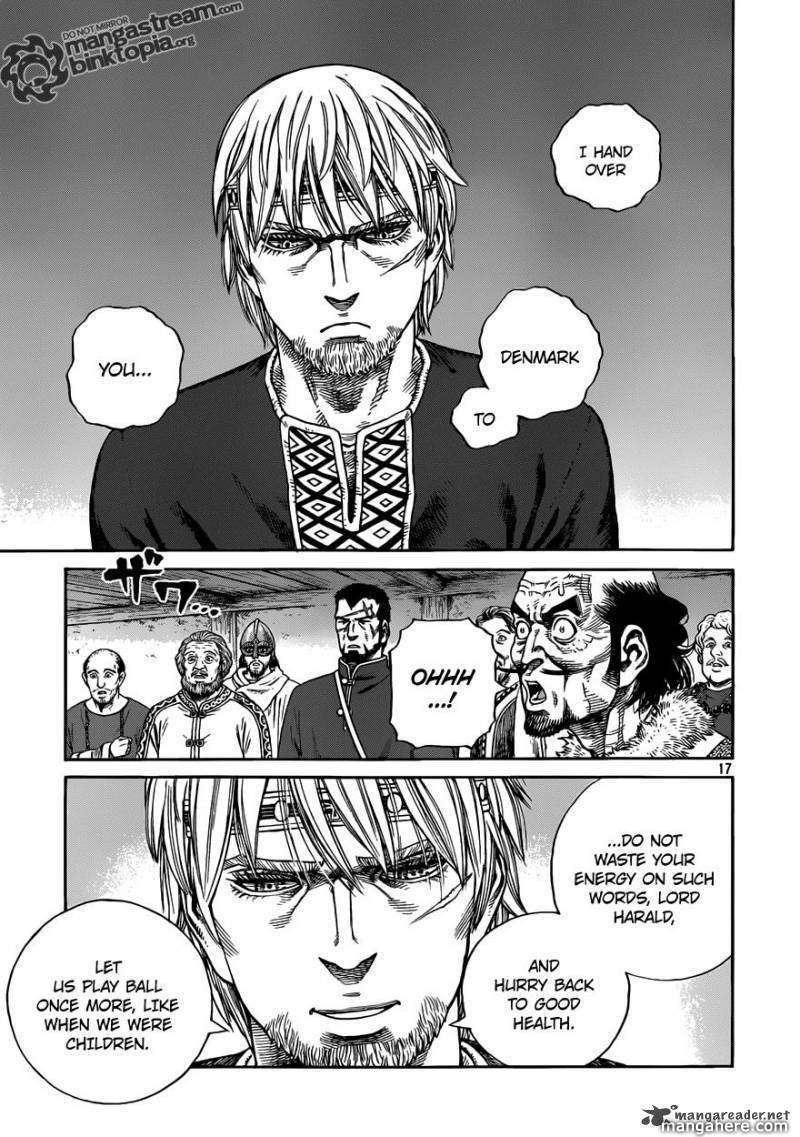 DO NOT MIRROR
mangastream.com
binktopia.org
I HAND
OVER
DENMARK
TO
YOU...
ザワ...
OHHH
...!
17
...DO NOT
WASTE YOUR
ENERGY ON SUCH
WORDS, LORD
HARALD,
AND
HURRY BACK
TO GOOD
HEALTH.
LET
US PLAY BALL
ONCE MORE, LIKE
WHEN WE WERE
CHILDREN.
mangareader.net
mangahere.com